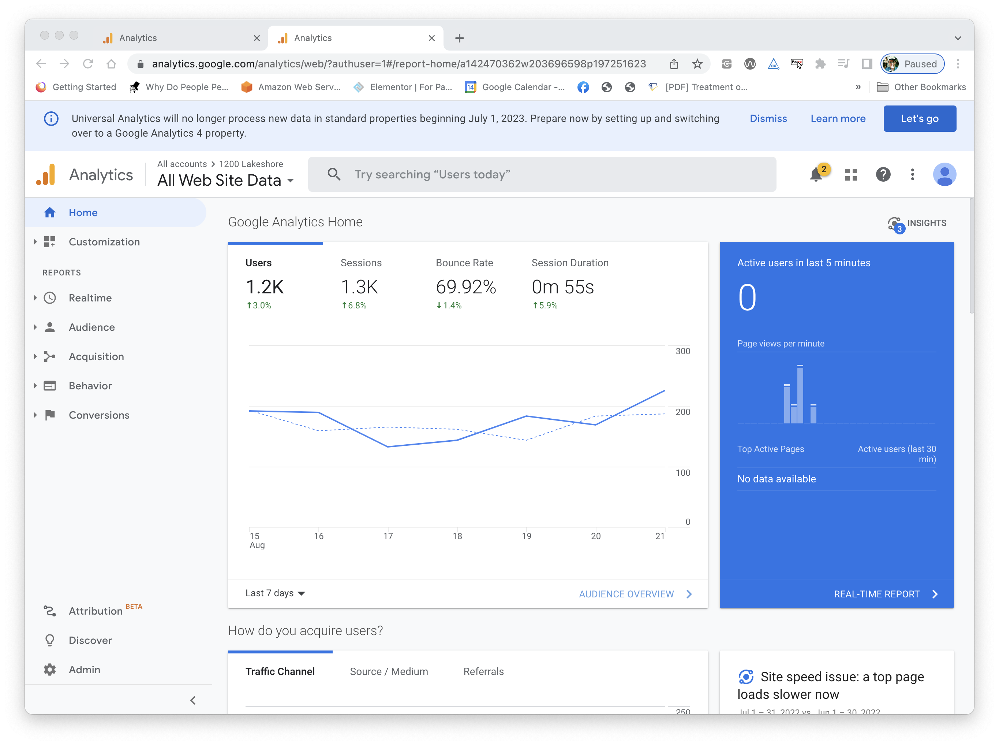 Analytics
Analytics
analytics.google.com/analytics/web/?authuser=1#/report-home/a142470362w203696598p197251623
Paused
Getting Started
Why Do People Pe...
Amazon Web Serv...
Elementor | For Pa...
14
Google Calendar -...
[PDF] Treatment o...
»
Other Bookmarks
Universal Analytics will no longer process new data in standard properties beginning July 1, 2023. Prepare now by setting up and switching
over to a Google Analytics 4 property.
Dismiss
Learn more
Let's go
Analytics
All accounts > 1200 Lakeshore
All Web Site Data
Try searching “Users today”
2
Home
Customization
REPORTS
Realtime
Audience
Acquisition
Behavior
Conversions
Attribution BETA
Discover
Admin
Google Analytics Home
3 INSIGHTS
Users
1.2K
↑3.0%
Sessions
1.3K
↑6.8%
Bounce Rate
69.92%
↓1.4%
Session Duration
0m 55s
↑5.9%
300
200
100
0
15 16 17 18 19 20 21
Aug
Last 7 days
AUDIENCE OVERVIEW
Active users in last 5 minutes
0
Page views per minute
Top Active Pages
Active users (last 30
min)
No data available
REAL-TIME REPORT
How do you acquire users?
Traffic Channel
Source / Medium
Referrals
250
Site speed issue: a top page
loads slower now
Jul 1 – 31, 2022 vs. Jun 1 – 30, 2022